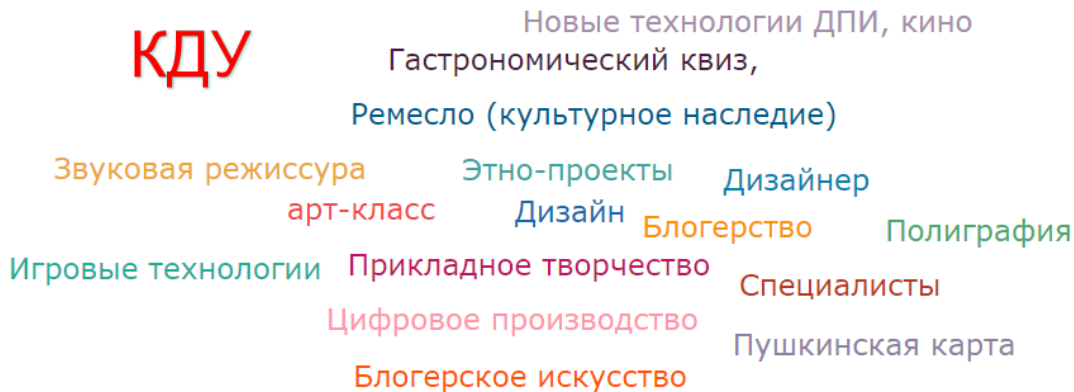 КДУ
Новые технологии ДПИ, кино
Гастрономический квиз,
Ремесло (культурное наследие)
Звуковая режиссура
Этно-проекты
Дизайнер
арт-класс
Дизайн
Блогерство
Полиграфия
Игровые технологии
Прикладное творчество
Специалисты
Цифровое производство
Пушкинская карта
Блогерское искусство